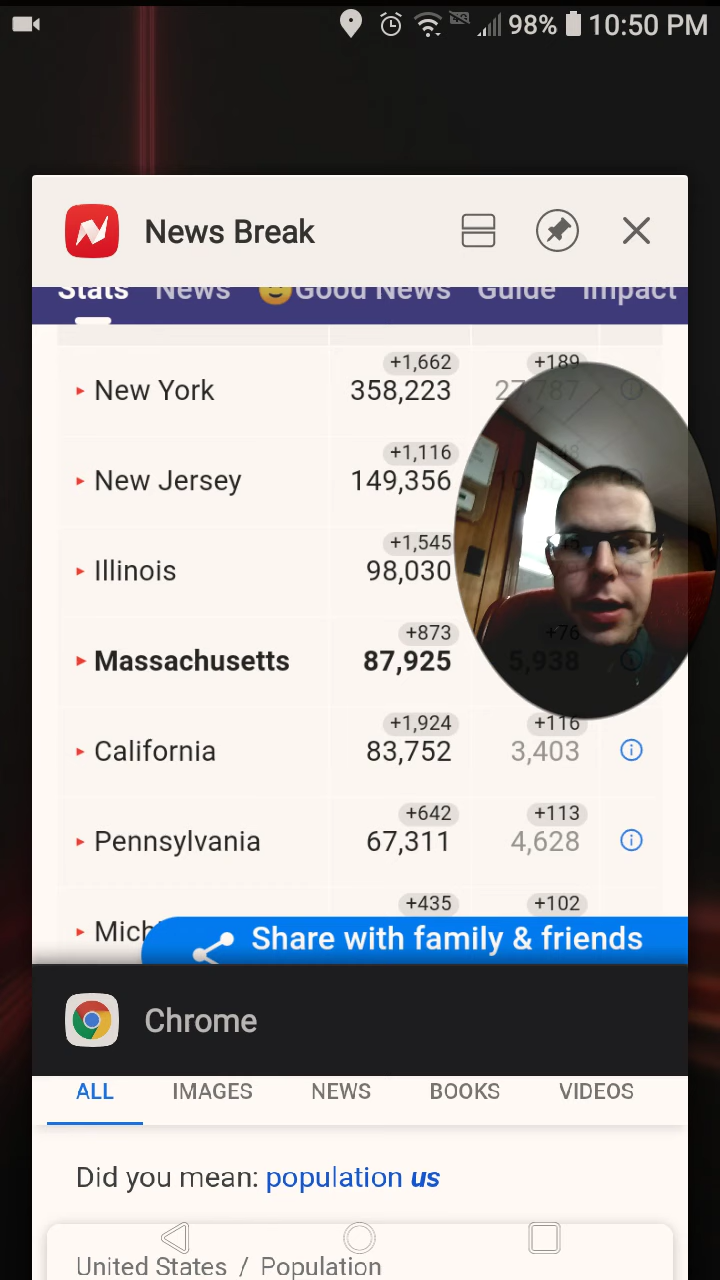 98% 10:50 PM
News Break
Stats News Good News Guide Impact
+1,662 +189
New York 358,223 27,787
+1,116
New Jersey 149,356
+1,545
Illinois 98,030
+873 +76
Massachusetts 87,925 5,938
+1,924 +116
California 83,752 3,403
+642 +113
Pennsylvania 67,311 4,628
+435 +102
Mich
Share with family & friends
Chrome
ALL IMAGES NEWS BOOKS VIDEOS
Did you mean: population us
United States / Population